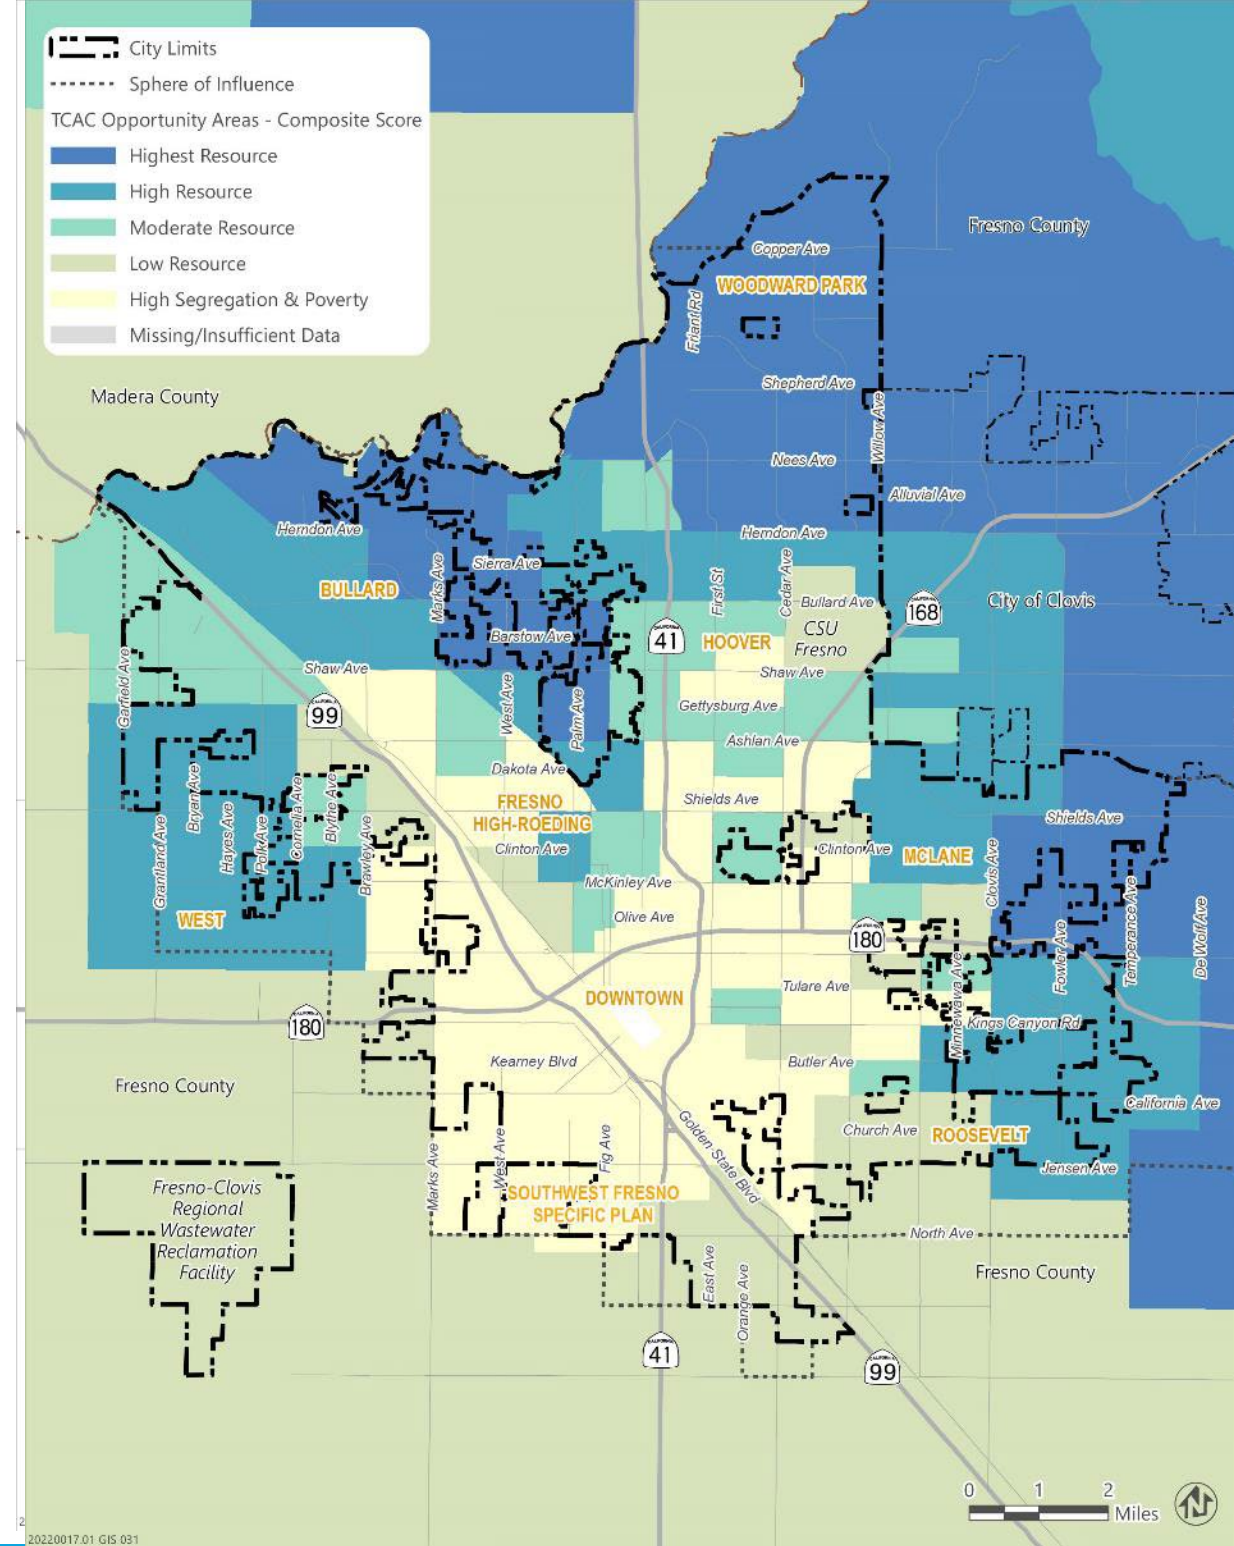 City Limits
Sphere of Influence
TCAC Opportunity Areas - Composite Score
Highest Resource
High Resource
Moderate Resource
Low Resource
High Segregation & Poverty
Missing/Insufficient Data
Fresno County
Copper Ave
WOODWARD PARK
Friant Rd
Madera County
Shepherd Ave
Willow Ave
Nees Ave
Alluvial Ave
Herndon Ave
Herndon Ave
Sierra Ave
BULLARD
Marks Ave
First St
Cedar Ave
Bullard Ave
168
City of Clovis
Barstow Ave
41
HOOVER
CSU
Fresno
Shaw Ave
Shaw Ave
Garfield Ave
99
West Ave
Palm Ave
Gettysburg Ave
Ashlan Ave
Dakota Ave
Bryan Ave
Hayes Ave
Polk Ave
Cornelia Ave
Blythe Ave
Grantland Ave
Brawley Ave
FRESNO
HIGH-ROEDING
Shields Ave
Shields Ave
Clinton Ave
Clinton Ave
MCLANE
Clovis Ave
McKinley Ave
WEST
Olive Ave
180
Fowler Ave
Temperance Ave
De Wolf Ave
Minnewawa Ave
Tulare Ave
DOWNTOWN
180
Kings Canyon Rd
Kearney Blvd
Butler Ave
Fresno County
California Ave
Golden State Blvd
Church Ave
ROOSEVELT
Marks Ave
West Ave
Fig Ave
Jensen Ave
Fresno-Clovis
Regional
Wastewater
Reclamation
Facility
SOUTHWEST FRESNO
SPECIFIC PLAN
North Ave
East Ave
Orange Ave
Fresno County
41
99
0 1 2
Miles
N
2
20220017.01 GIS 031